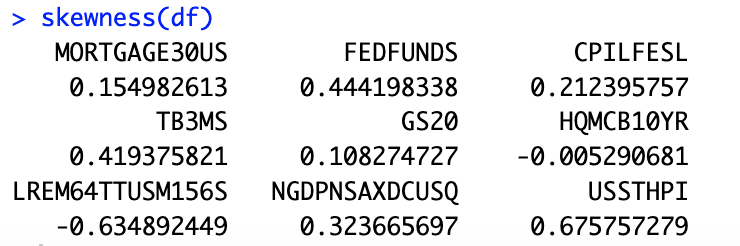 > skewness(df)
MORTGAGE30US FEDFUNDS CPILFESL
0.154982613 0.444198338 0.212395757
TB3MS GS20 HQMCB10YR
0.419375821 0.108274727 -0.005290681
LREM64TTUSM156S NGDPNSAXDCUSQ USSTHPI
-0.634892449 0.323665697 0.675757279